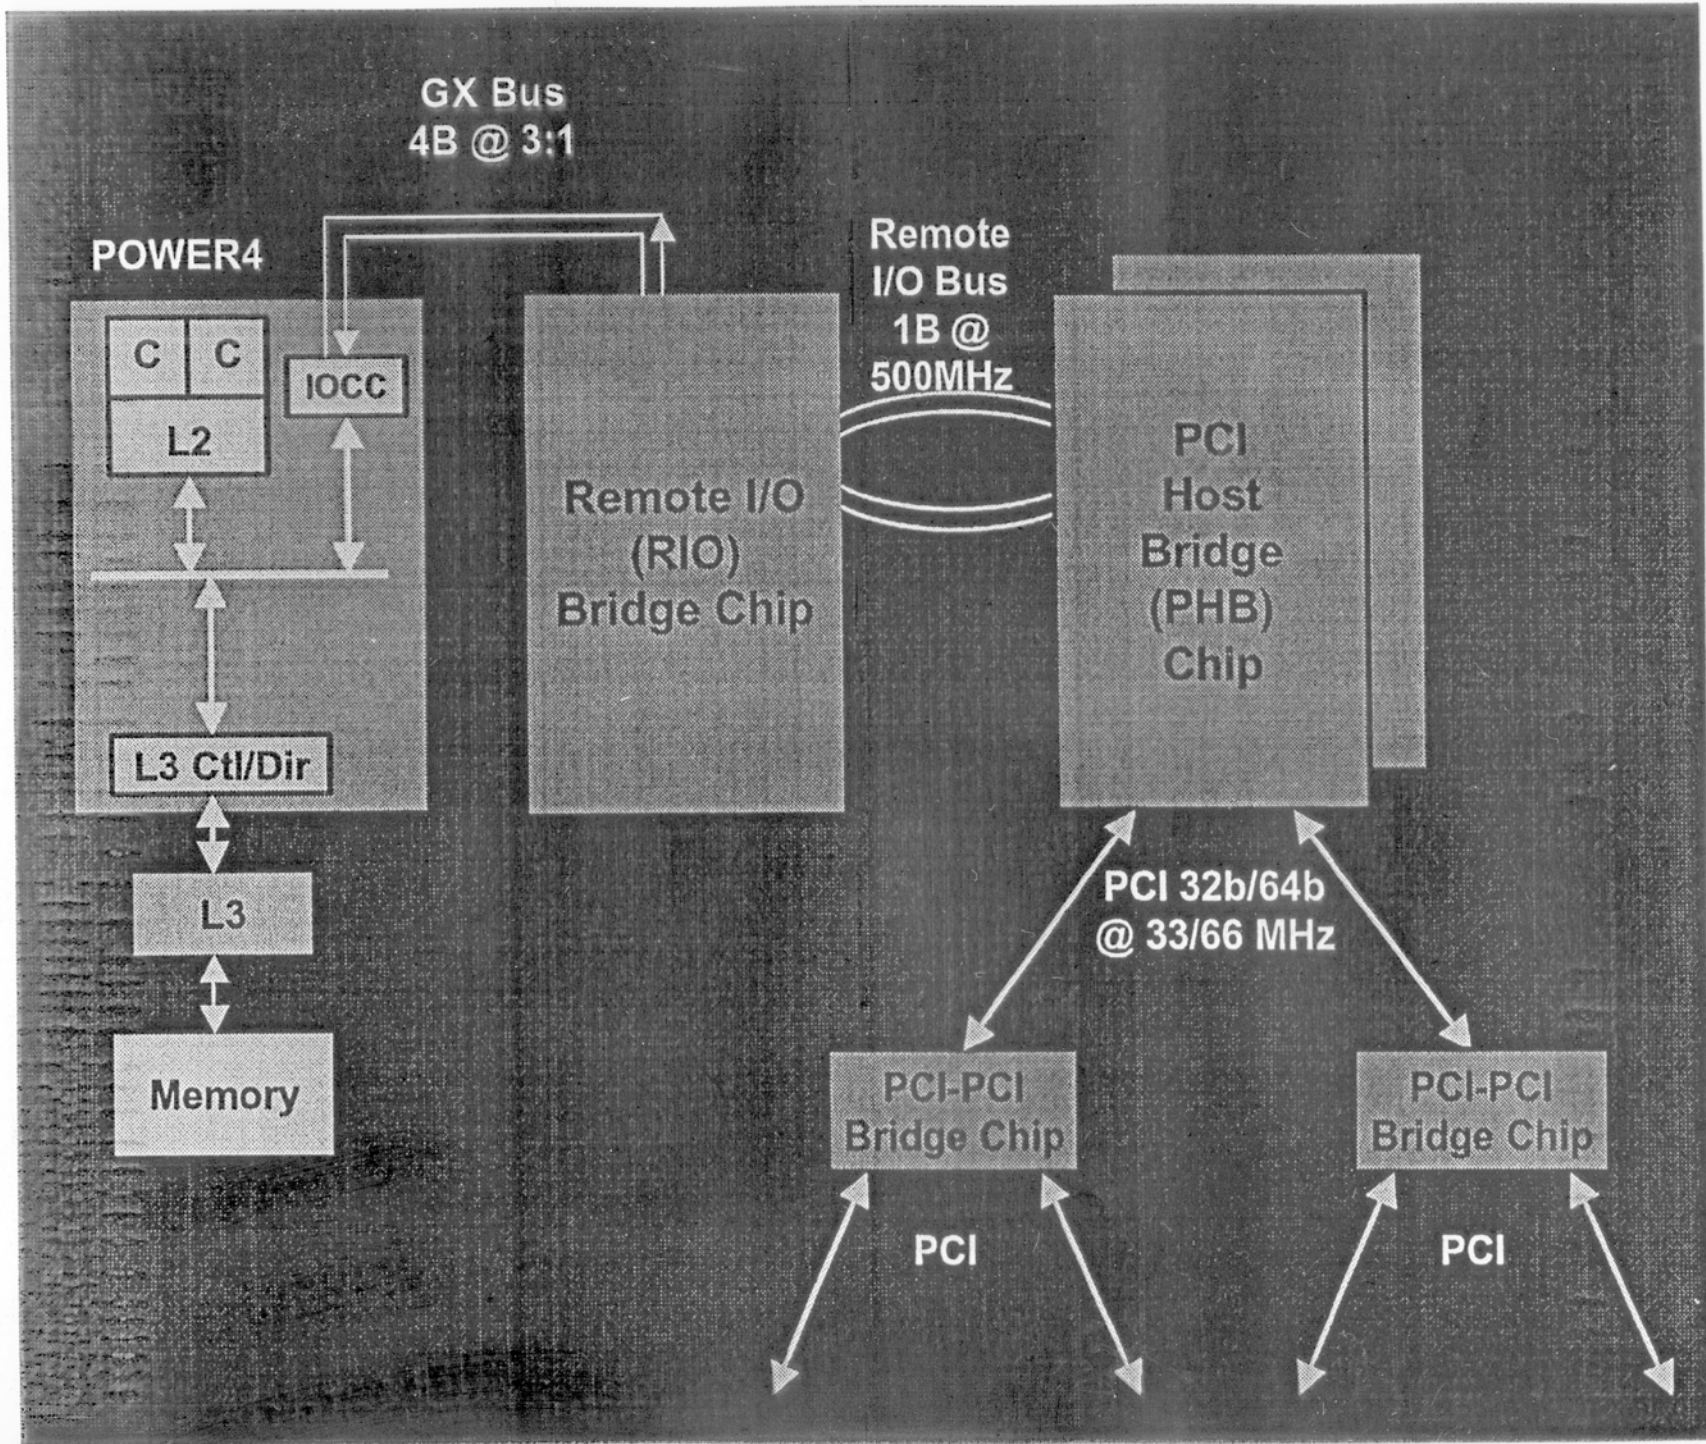 GX Bus
4B @ 3:1
POWER4
C C
IOCC
L2
L3 Ctl/Dir
L3
Memory
Remote I/O
(RIO)
Bridge Chip
Remote
I/O Bus
1B @
500MHz
PCI
Host
Bridge
(PHB)
Chip
PCI 32b/64b
@ 33/66 MHz
PCI-PCI
Bridge Chip
PCI
PCI-PCI
Bridge Chip
PCI